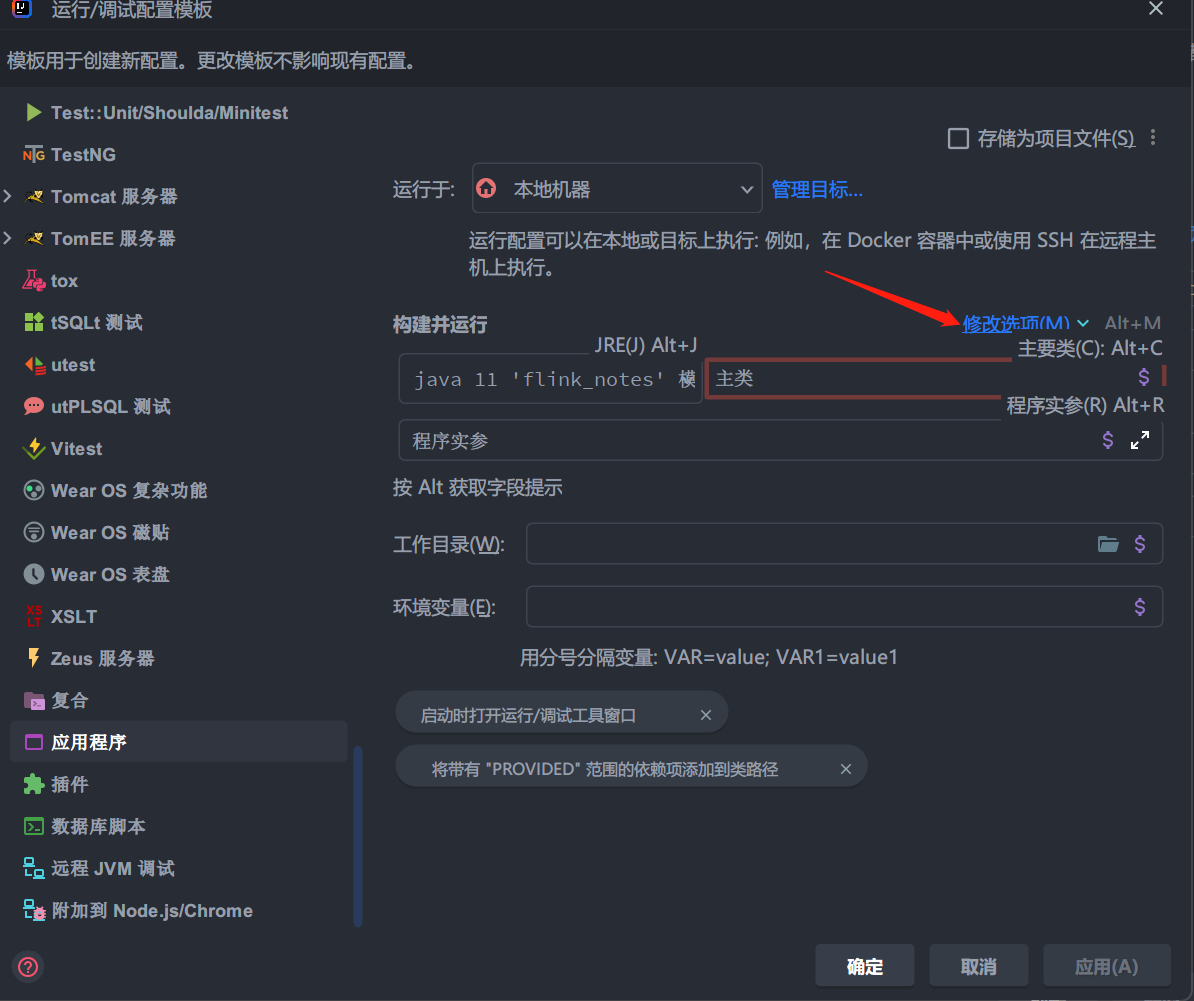 运行/调试配置模板
模板用于创建新配置。更改模板不影响现有配置。
Test::Unit/Shoulda/Minitest
TestNG
Tomcat 服务器
TomEE 服务器
tox
tSQLt 测试
utest
utPLSQL 测试
Vitest
Wear OS 复杂功能
Wear OS 磁贴
Wear OS 表盘
XSLT
Zeus 服务器
复合
应用程序
插件
数据库脚本
远程 JVM 调试
附加到 Node.js/Chrome
存储为项目文件(S)
运行于: 本地机器 管理目标...
运行配置可以在本地或目标上执行: 例如，在 Docker 容器中或使用 SSH 在远程主
机上执行。
构建并运行 修改选项(M) Alt+M
JRE(J) Alt+J 主要类(C): Alt+C
java 11 'flink_notes' 模 主类
程序实参(R) Alt+R
程序实参
按 Alt 获取字段提示
工作目录(W):
环境变量(E):
用分号分隔变量: VAR=value; VAR1=value1
启动时打开运行/调试工具窗口
将带有 "PROVIDED" 范围的依赖项添加到类路径
确定 取消 应用(A)